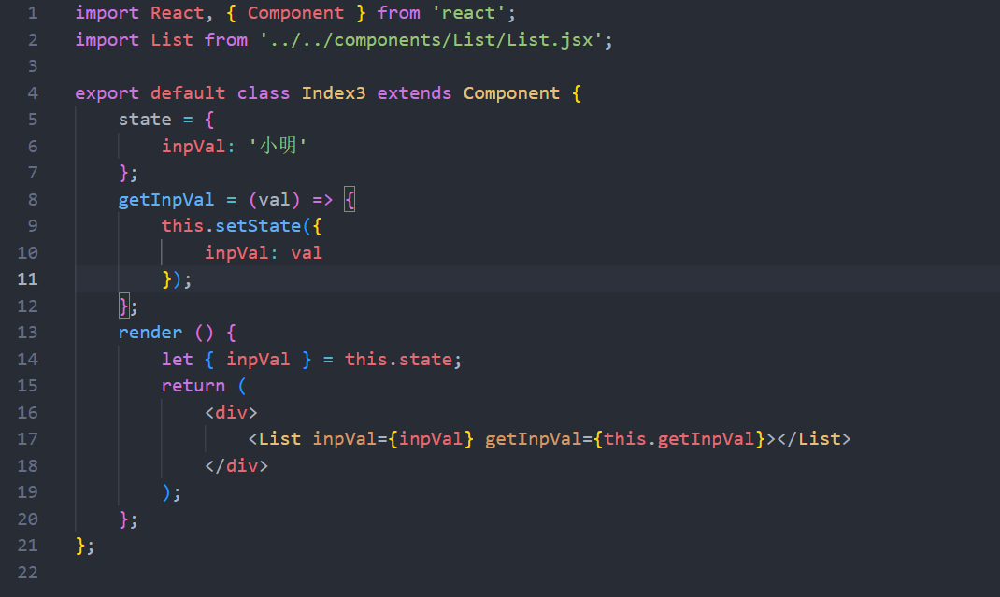 1 import React, { Component } from 'react';
2 import List from '../../components/List/List.jsx';
3
4 export default class Index3 extends Component {
5     state = {
6         inpVal: '小明'
7     };
8     getInpVal = (val) => {
9         this.setState({
10             inpVal: val
11         });
12     };
13     render () {
14         let { inpVal } = this.state;
15         return (
16             <div>
17                 <List inpVal={inpVal} getInpVal={this.getInpVal}></List>
18             </div>
19         );
20     };
21 };
22